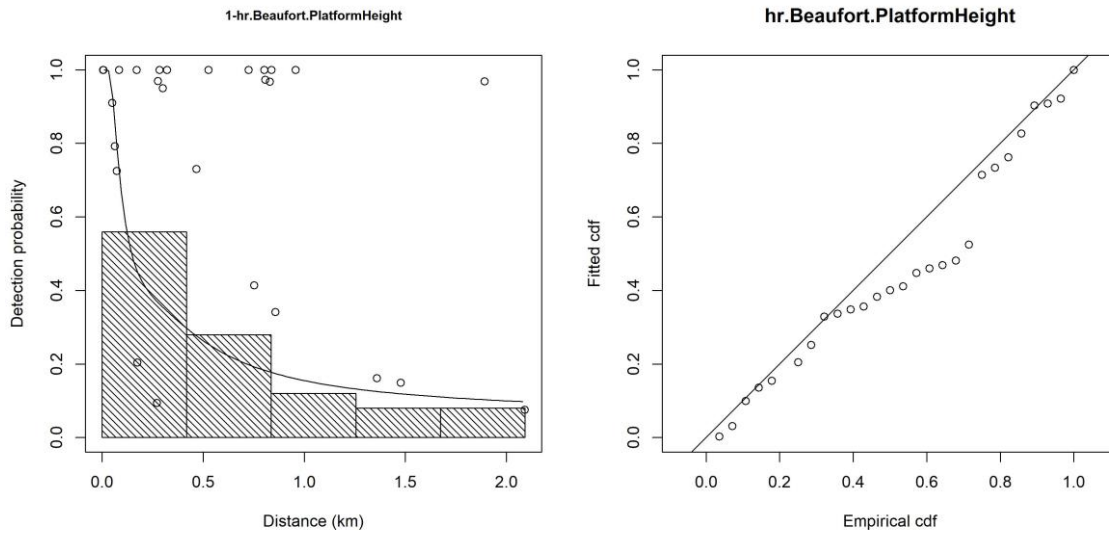 1-hr.Beaufort.PlatformHeight
Detection probability
1.0
0.8
0.6
0.4
0.2
0.0
0.0 0.5 1.0 1.5 2.0
Distance (km)
hr.Beaufort.PlatformHeight
Fitted cdf
1.0
0.8
0.6
0.4
0.2
0.0
0.0 0.2 0.4 0.6 0.8 1.0
Empirical cdf